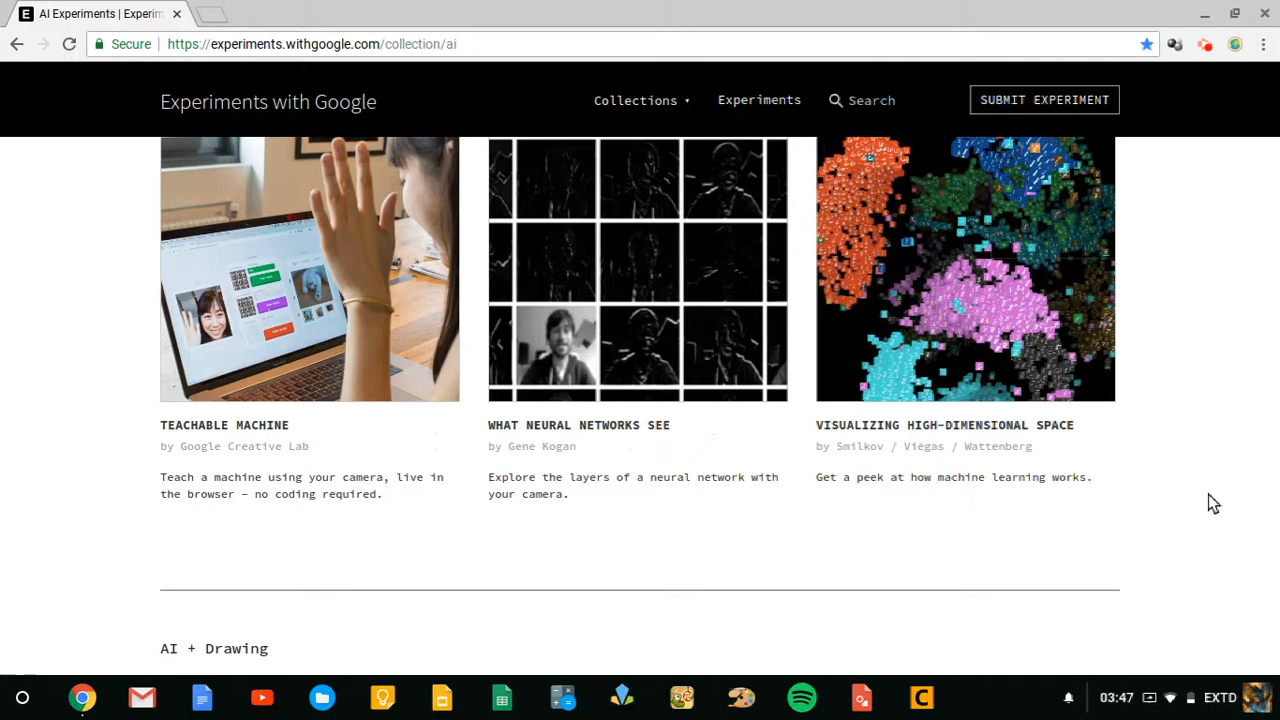 AI Experiments | Experim
Secure https://experiments.withgoogle.com/collection/ai
Experiments with Google
Collections
Experiments
Search
SUBMIT EXPERIMENT
TEACHABLE MACHINE
by Google Creative Lab
Teach a machine using your camera, live in
the browser – no coding required.
WHAT NEURAL NETWORKS SEE
by Gene Kogan
Explore the layers of a neural network with
your camera.
VISUALIZING HIGH-DIMENSIONAL SPACE
by Smilkov / Viégas / Wattenberg
Get a peek at how machine learning works.
AI + Drawing
03:47 EXTD